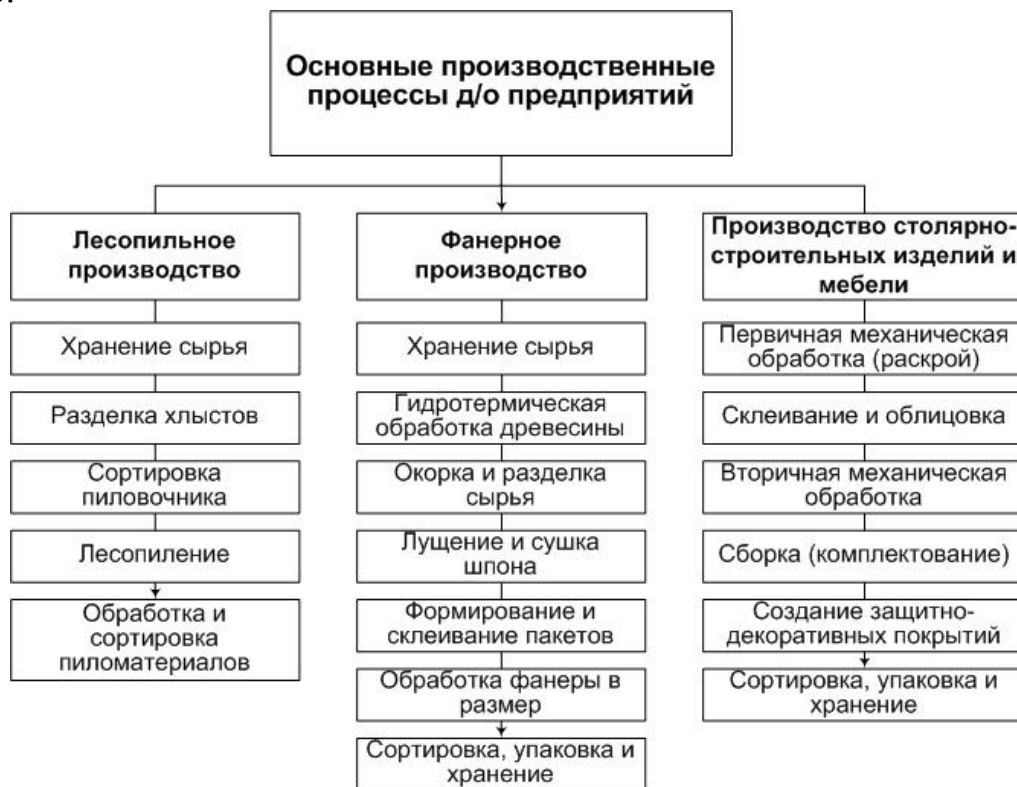 Основные производственные
процессы д/о предприятий
Лесопильное
производство
Хранение сырья
Разделка хлыстов
Сортировка
пиловочника
Лесопиление
Обработка и
сортировка
пиломатериалов
Фанерное
производство
Хранение сырья
Гидротермическая
обработка древесины
Окорка и разделка
сырья
Лущение и сушка
шпона
Формирование и
склеивание пакетов
Обработка фанеры в
размер
Сортировка, упаковка и
хранение
Производство столярно-
строительных изделий и
мебели
Первичная механическая
обработка (раскрой)
Склеивание и облицовка
Вторичная механическая
обработка
Сборка (комплектование)
Создание защитно-
декоративных покрытий
Сортировка, упаковка и
хранение